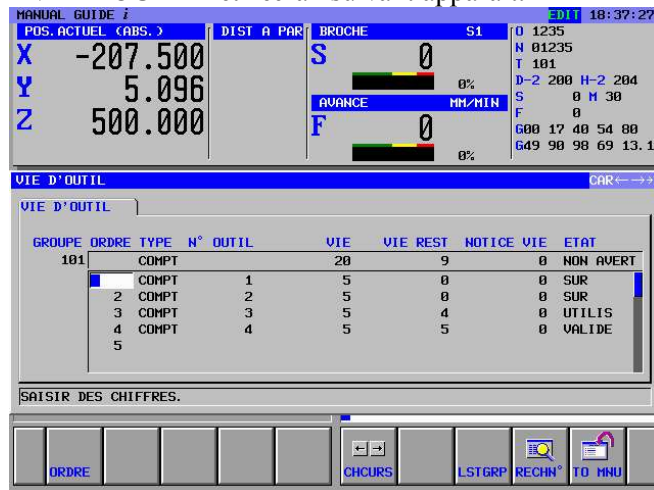 MANUAL GUIDE i EDIT 18:37:27
POS. ACTUEL (ABS.) DIST A PAR BROCHE S1 O 1235
X -207.500 S 0 N 01235
T 101
Y 5.096 0% D-2 200 H-2 204
AVANCE MM/MIN S 0 M 30
Z 500.000 F 0 F 0
G00 17 40 54 80
0% G49 90 98 69 13.1
VIE D'OUTIL CAR←→
VIE D'OUTIL
GROUPE ORDRE TYPE N° OUTIL VIE VIE REST NOTICE VIE ETAT
101 COMPT 20 9 0 NON AVERT
COMPT 1 5 0 0 SUR
2 COMPT 2 5 0 0 SUR
3 COMPT 3 5 4 0 UTILIS
4 COMPT 4 5 5 0 VALIDE
5
SAISIR DES CHIFFRES.
ORDRE CHCURS LSTGRP RECHN° TO MNU